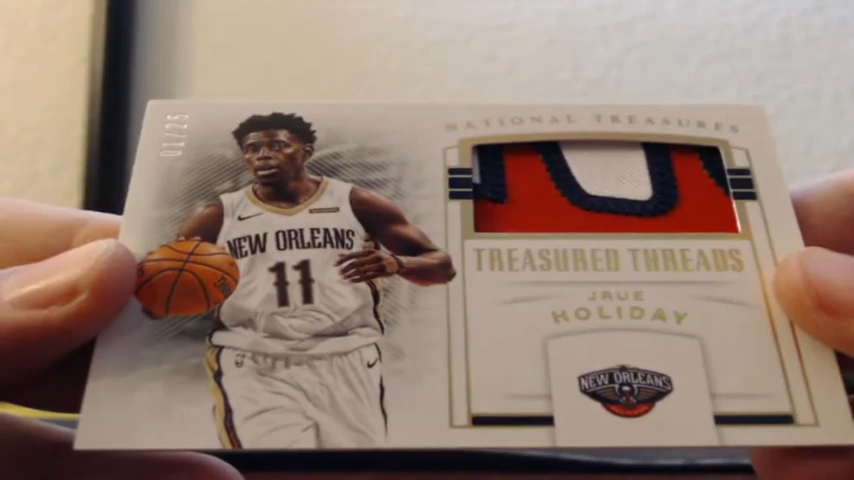 01/25
NATIONAL TREASURES
NEW ORLEANS
11
TREASURED THREADS
JRUE
HOLIDAY
NEW ORLEANS